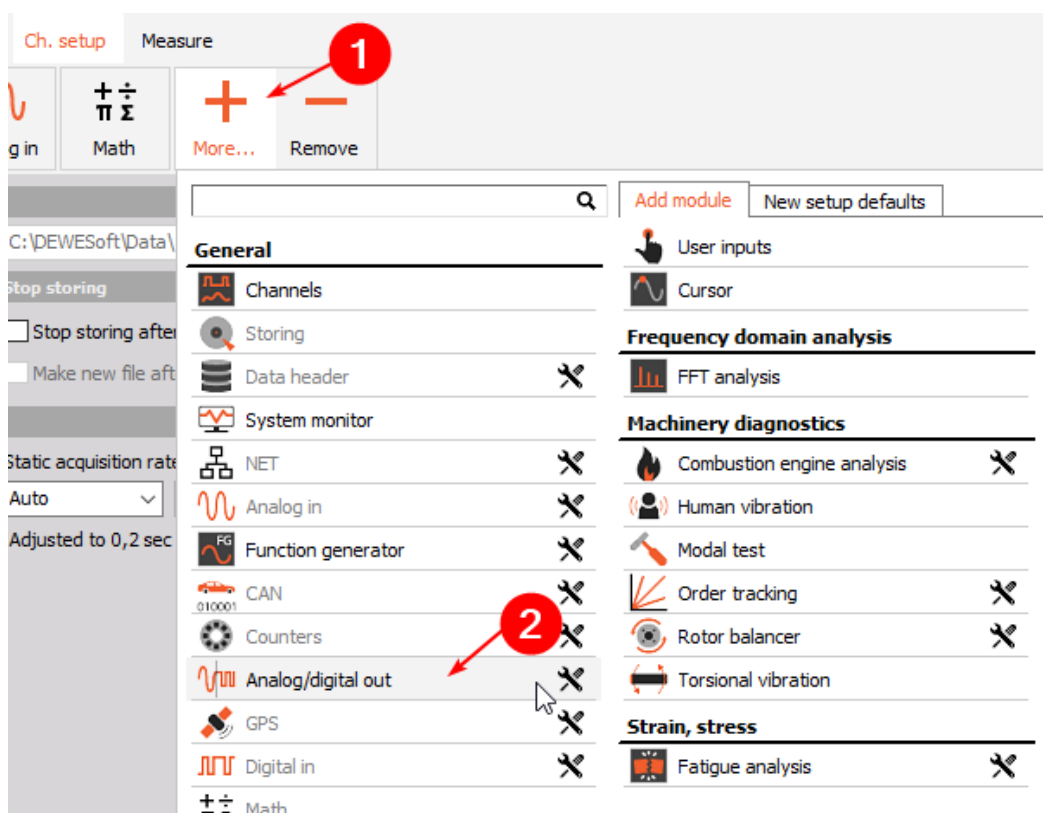 Ch. setup
Measure
1
g in
Math
More...
Remove
C:\DEWESoft\Data\
Stop storing
Stop storing after
Make new file aft
Static acquisition rate
Auto
Adjusted to 0,2 sec
General
Channels
Storing
Data header
System monitor
NET
Analog in
FG
Function generator
010001
CAN
Counters
2
Analog/digital out
GPS
Digital in
Math
Add module
New setup defaults
User inputs
Cursor
Frequency domain analysis
FFT analysis
Machinery diagnostics
Combustion engine analysis
Human vibration
Modal test
Order tracking
Rotor balancer
Torsional vibration
Strain, stress
Fatigue analysis